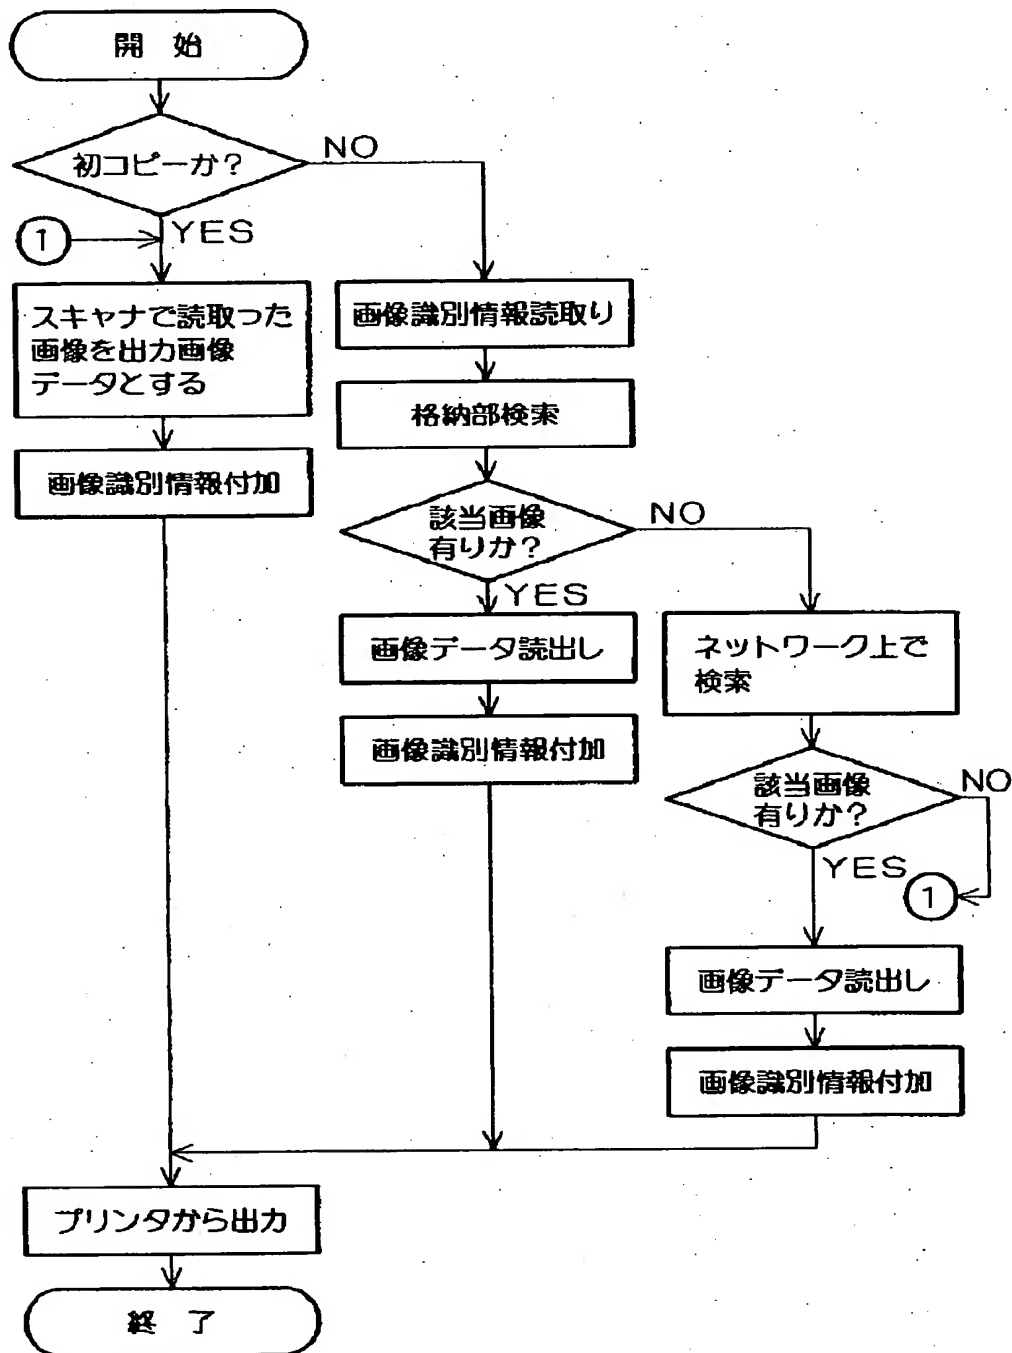 開 始
初コピーか?
NO
①
YES
スキャナで読取った
画像を出力画像
データとする
画像識別情報付加
画像識別情報読取り
格納部検索
該当画像
有りか?
NO
YES
画像データ読出し
画像識別情報付加
ネットワーク上で
検索
該当画像
有りか?
NO
YES
①
画像データ読出し
画像識別情報付加
プリンタから出力
終 了